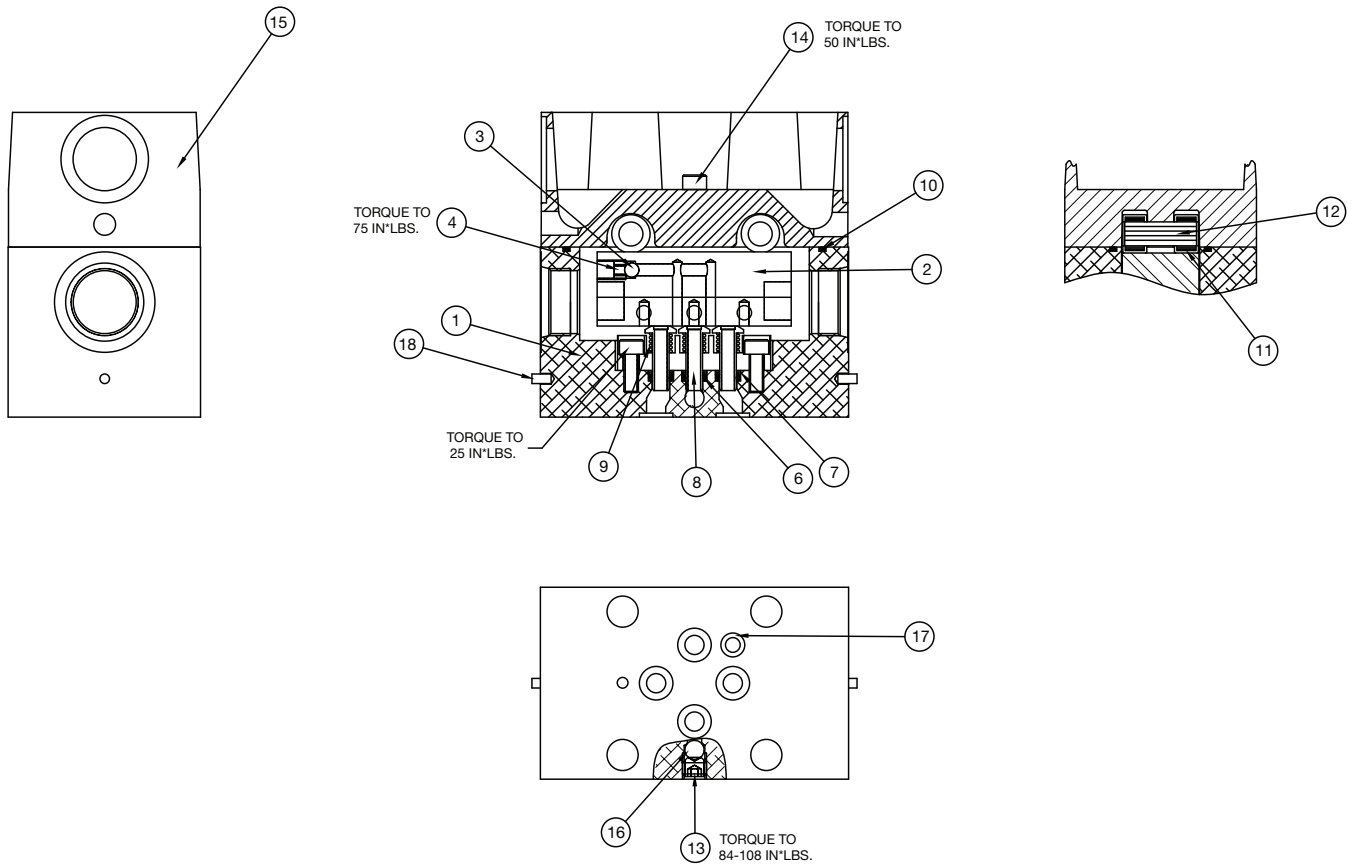 15
14
TORQUE TO
50 IN*LBS.
3
10
12
4
TORQUE TO
75 IN*LBS.
2
1
11
18
TORQUE TO
25 IN*LBS.
9
8
6
7
17
16
13
TORQUE TO
84-108 IN*LBS.